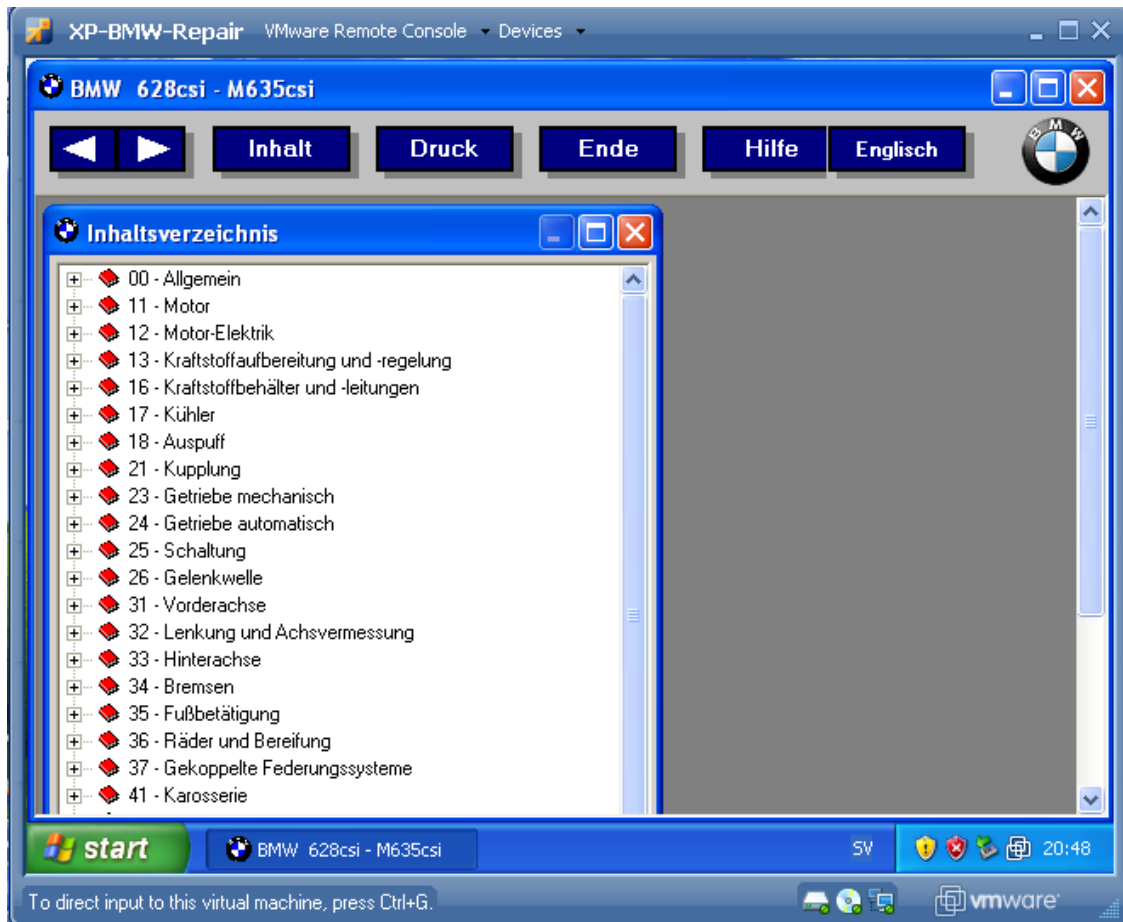 XP-BMW-Repair VMware Remote Console Devices
BMW 628csi - M635csi
Inhalt Druck Ende Hilfe Englisch
BMW
Inhaltsverzeichnis
00 - Allgemein
11 - Motor
12 - Motor-Elektrik
13 - Kraftstoffaufbereitung und -regelung
16 - Kraftstoffbehälter und -leitungen
17 - Kühler
18 - Auspuff
21 - Kupplung
23 - Getriebe mechanisch
24 - Getriebe automatisch
25 - Schaltung
26 - Gelenkwelle
31 - Vorderachse
32 - Lenkung und Achsvermessung
33 - Hinterachse
34 - Bremsen
35 - Fußbetätigung
36 - Räder und Bereifung
37 - Gekoppelte Federungssysteme
41 - Karosserie
start BMW 628csi - M635csi SV 20:48
To direct input to this virtual machine, press Ctrl+G. vmware